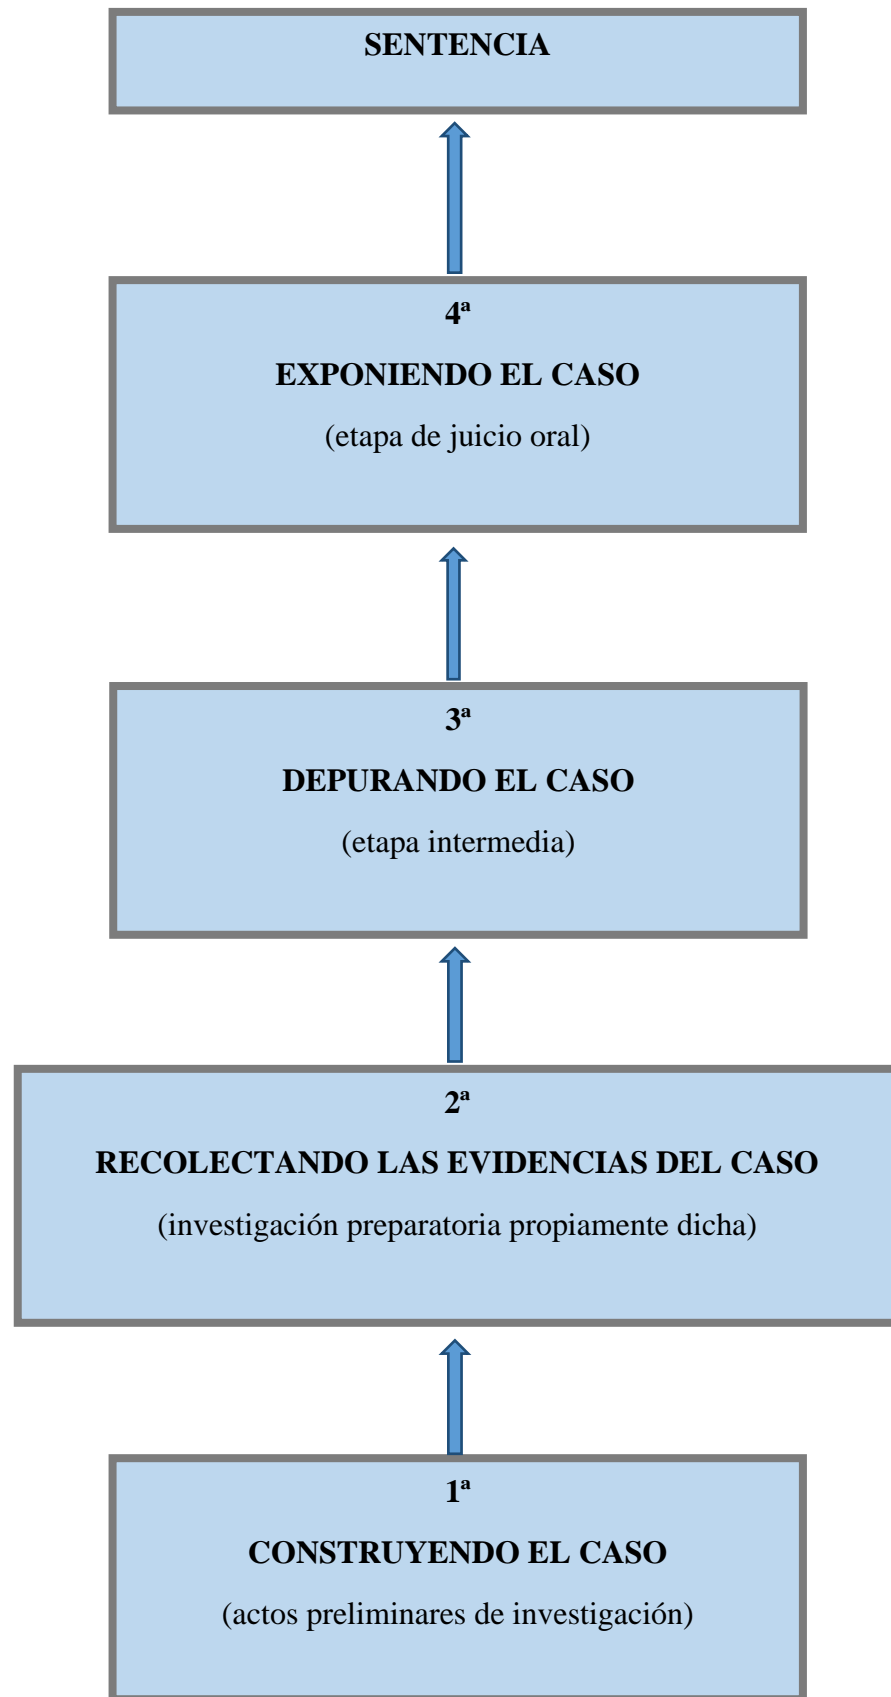 SENTENCIA
4ª
EXPONIENDO EL CASO
(etapa de juicio oral)
3ª
DEPURANDO EL CASO
(etapa intermedia)
2ª
RECOLECTANDO LAS EVIDENCIAS DEL CASO
(investigación preparatoria propiamente dicha)
1ª
CONSTRUYENDO EL CASO
(actos preliminares de investigación)